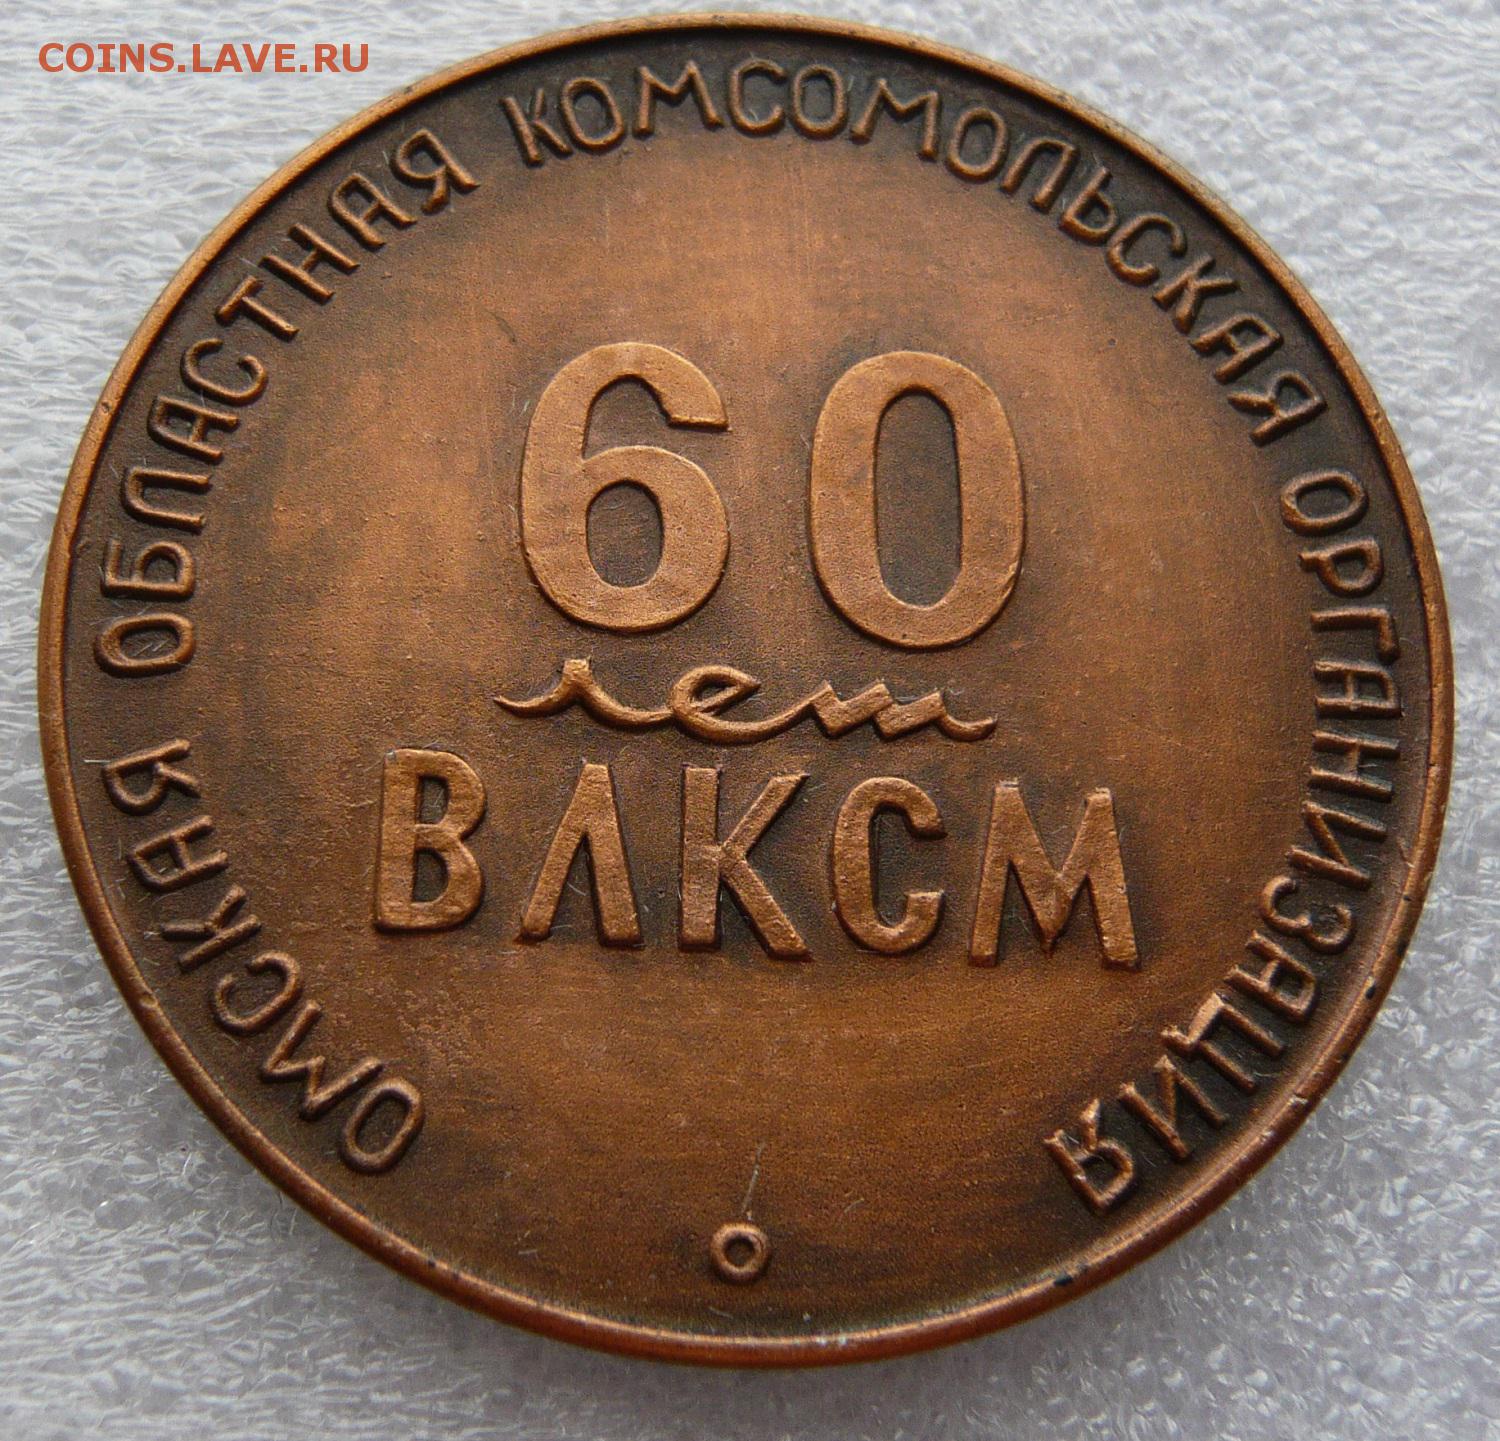 COINS.LAVE.RU
ОМСКАЯ ОБЛАСТНАЯ КОМСОМОЛЬСКАЯ ОРГАНИЗАЦИЯ
60
лет
ВЛКСМ